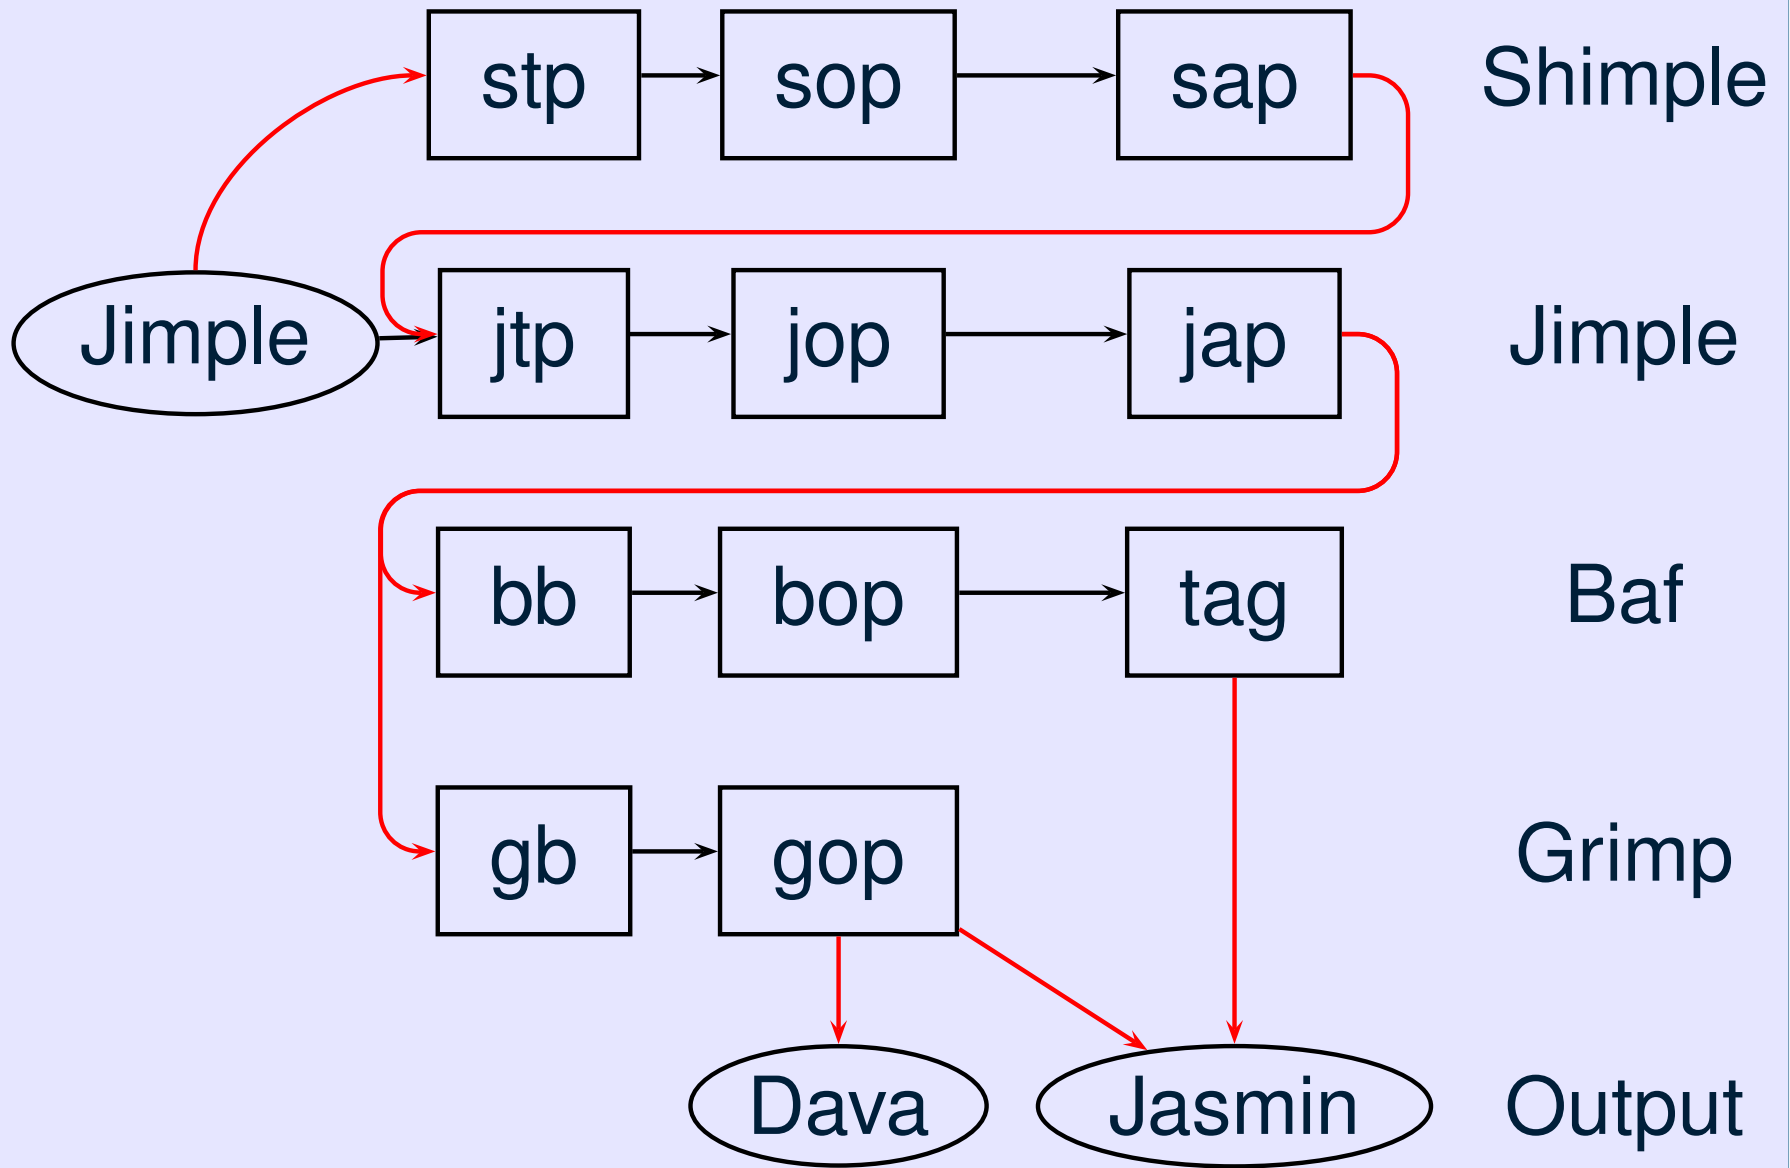 stp sop sap Shimple
Jimple jtp jop jap Jimple
bb bop tag Baf
gb gop Grimp
Dava Jasmin Output